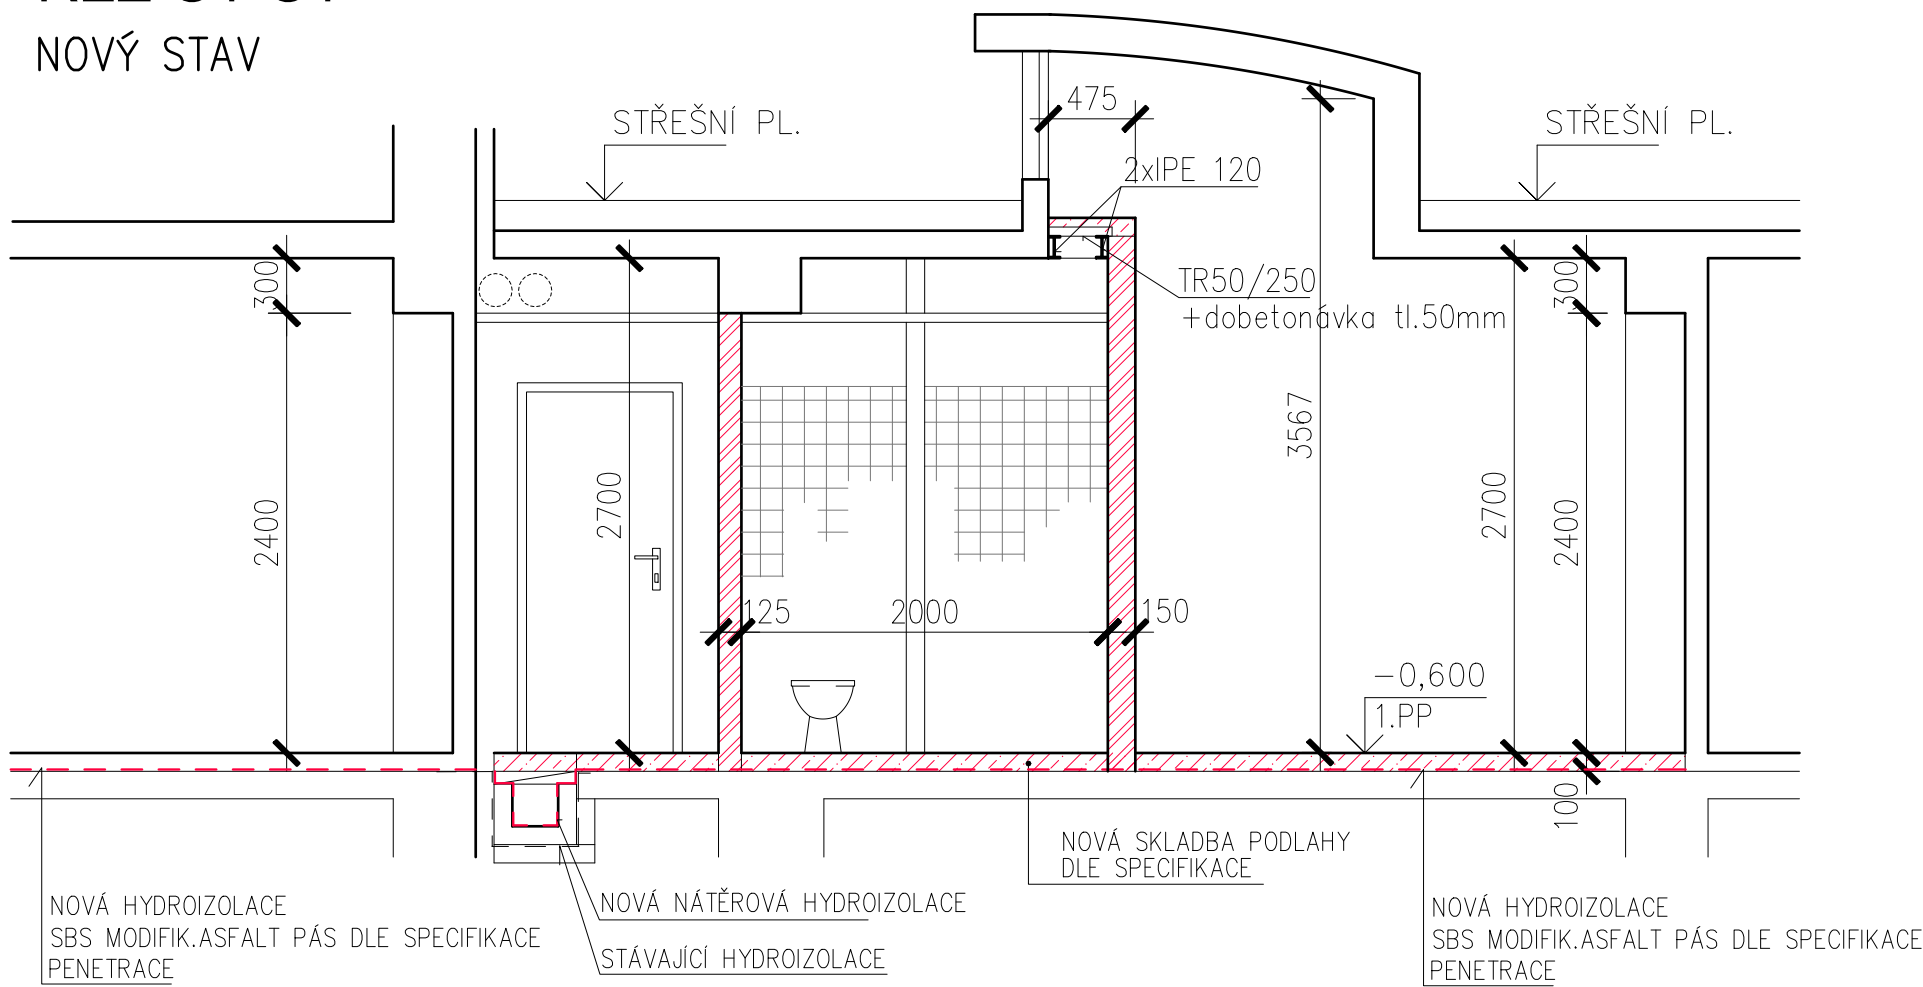 NOVÝ STAV
STŘEŠNÍ PL.
475
STŘEŠNÍ PL.
2xIPE 120
TR50/250
+dobetonávka tl.50mm
300
300
3567
2400
2700
2700
2400
125
2000
150
-0,600
1.PP
100
NOVÁ SKLADBA PODLAHY
DLE SPECIFIKACE
NOVÁ HYDROIZOLACE
SBS MODIFIK.ASFALT PÁS DLE SPECIFIKACE
PENETRACE
NOVÁ NÁTĚROVÁ HYDROIZOLACE
STÁVAJÍCÍ HYDROIZOLACE
NOVÁ HYDROIZOLACE
SBS MODIFIK.ASFALT PÁS DLE SPECIFIKACE
PENETRACE